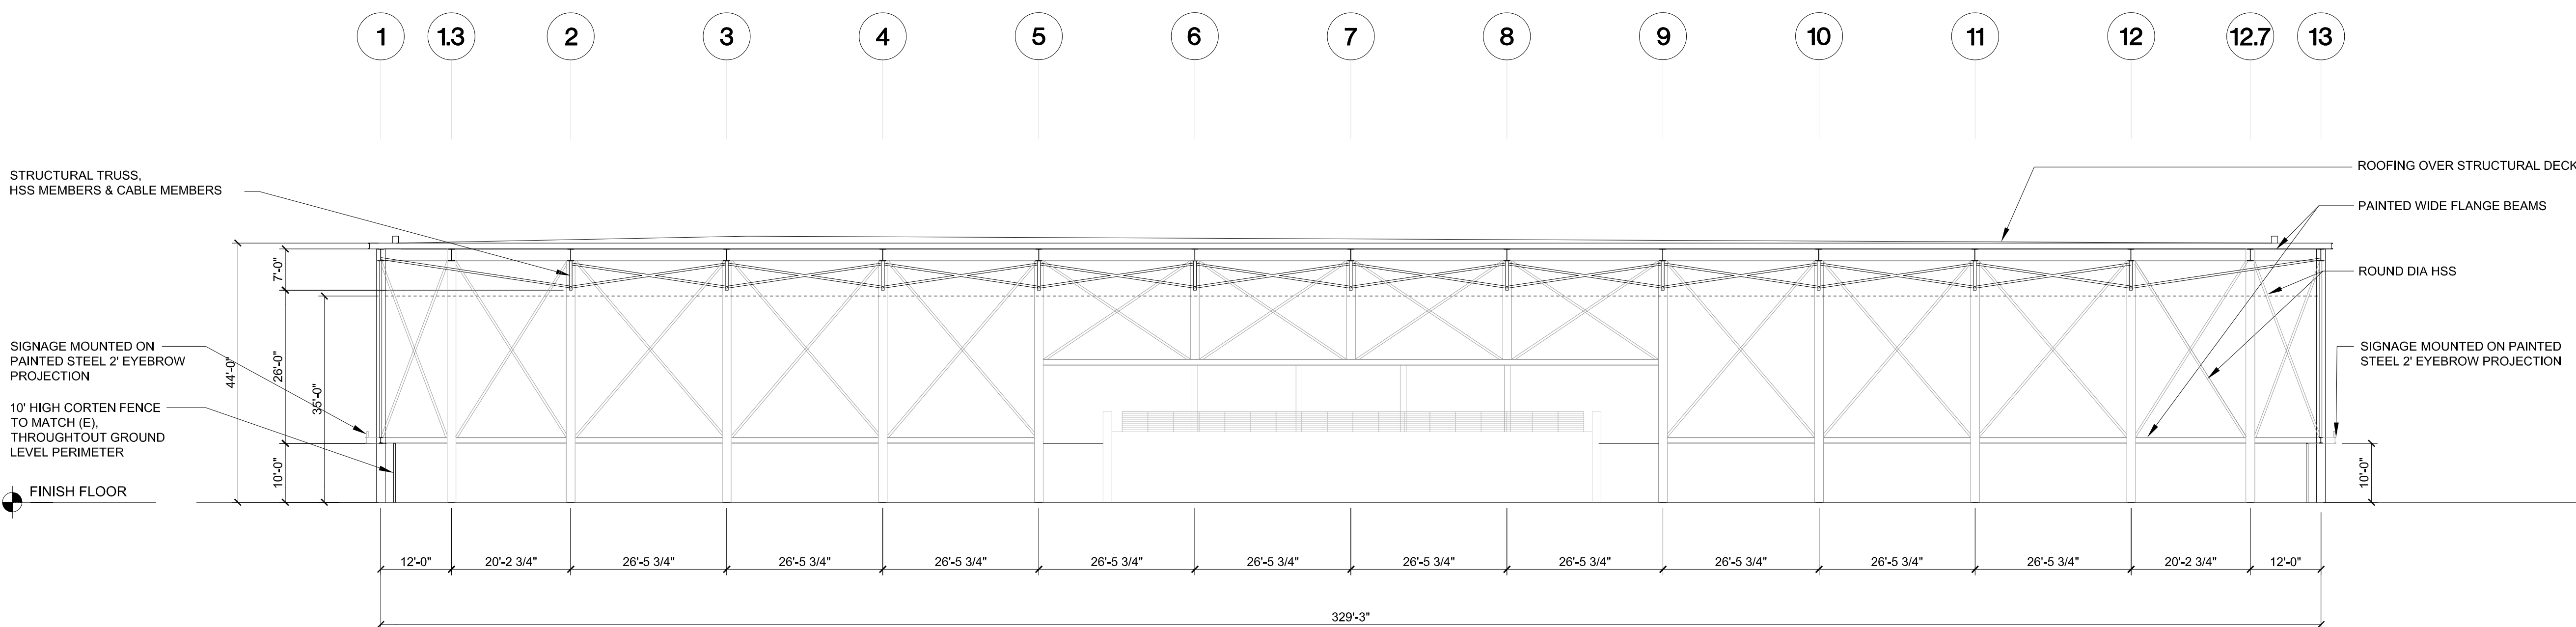 1 1.3 2 3 4 5 6 7 8 9 10 11 12 12.7 13
STRUCTURAL TRUSS,
HSS MEMBERS & CABLE MEMBERS
ROOFING OVER STRUCTURAL DECK
PAINTED WIDE FLANGE BEAMS
ROUND DIA HSS
7'-0"
SIGNAGE MOUNTED ON
PAINTED STEEL 2' EYEBROW
PROJECTION
44'-0"
26'-0"
35'-0"
SIGNAGE MOUNTED ON PAINTED
STEEL 2' EYEBROW PROJECTION
10' HIGH CORTEN FENCE
TO MATCH (E),
THROUGHTOUT GROUND
LEVEL PERIMETER
10'-0"
10'-0"
FINISH FLOOR
12'-0" 20'-2 3/4" 26'-5 3/4" 26'-5 3/4" 26'-5 3/4" 26'-5 3/4" 26'-5 3/4" 26'-5 3/4" 26'-5 3/4" 26'-5 3/4" 26'-5 3/4" 26'-5 3/4" 20'-2 3/4" 12'-0"
329'-3"